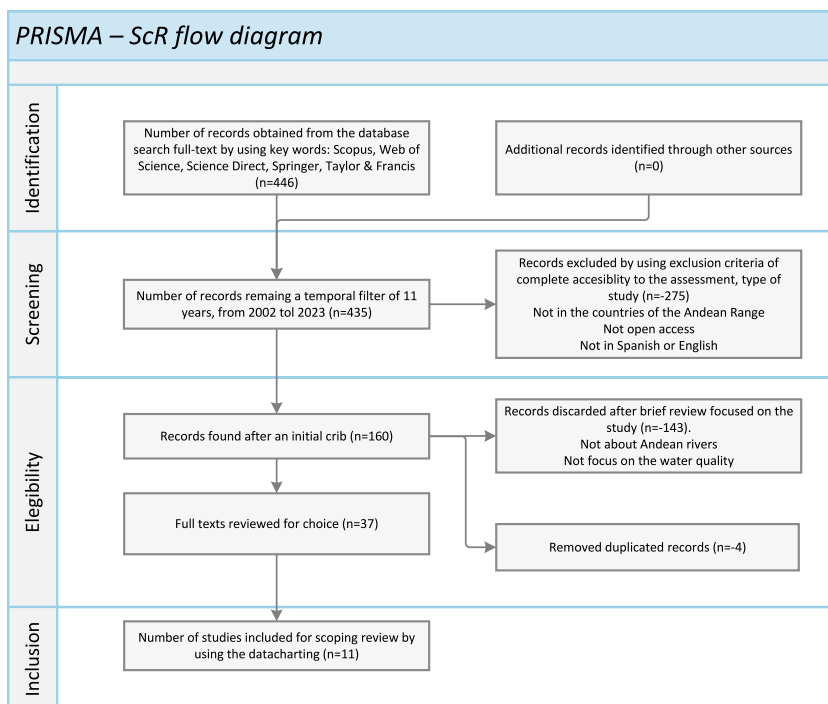 PRISMA – ScR flow diagram
Identification
Number of records obtained from the database
search full-text by using key words: Scopus, Web of
Science, Science Direct, Springer, Taylor & Francis
(n=446)
Additional records identified through other sources
(n=0)
Screening
Number of records remaing a temporal filter of 11
years, from 2002 tol 2023 (n=435)
Records excluded by using exclusion criteria of
complete accesiblity to the assessment, type of
study (n=-275)
Not in the countries of the Andean Range
Not open access
Not in Spanish or English
Elegibility
Records found after an initial crib (n=160)
Records discarded after brief review focused on the
study (n=-143).
Not about Andean rivers
Not focus on the water quality
Full texts reviewed for choice (n=37)
Removed duplicated records (n=-4)
Inclusion
Number of studies included for scoping review by
using the datacharting (n=11)